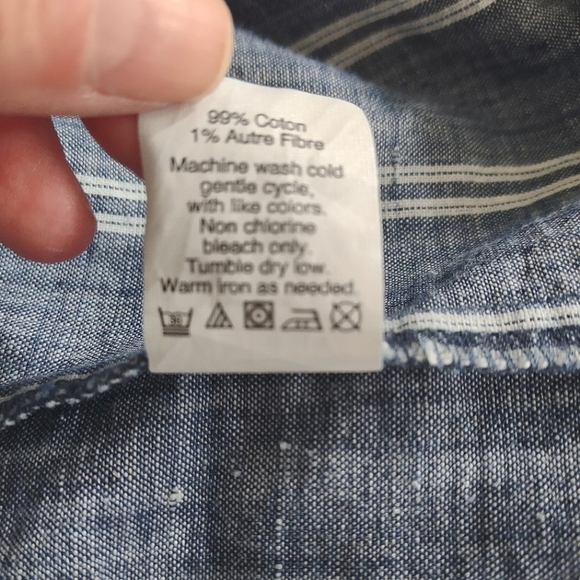 99% Coton
1% Autre Fibre
Machine wash cold
gentle cycle,
with like colors.
Non chlorine
bleach only.
Tumble dry low.
Warm iron as needed.
30